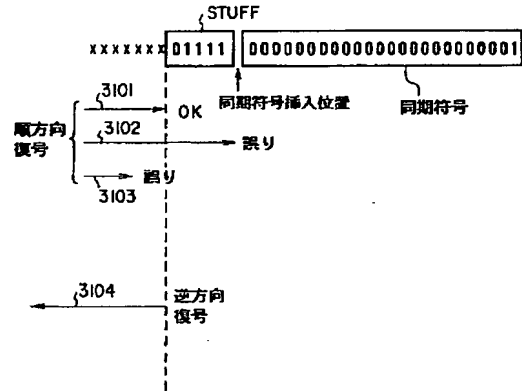 STUFF
xxxxxxx 01111 00000000000000000000001
3101
OK
同期符号挿入位置
同期符号
順方向
復号
3102
誤り
誤り
3103
3104
逆方向
復号